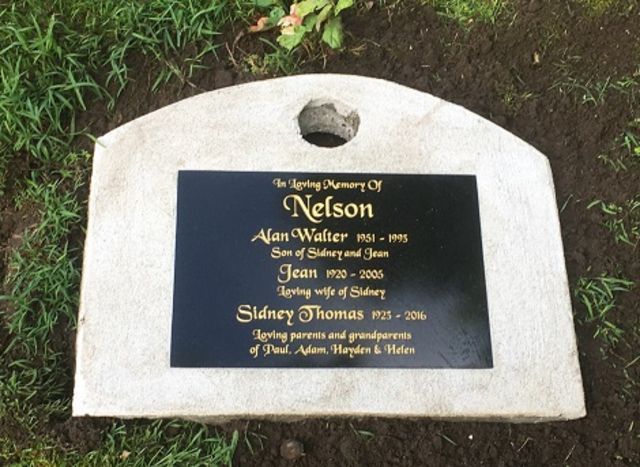 In Loving Memory Of
Nelson
Alan Walter 1951 - 1995
Son of Sidney and Jean
Jean 1920 - 2005
Loving wife of Sidney
Sidney Thomas 1925 - 2016
Loving parents and grandparents
of Paul, Adam, Hayden & Helen